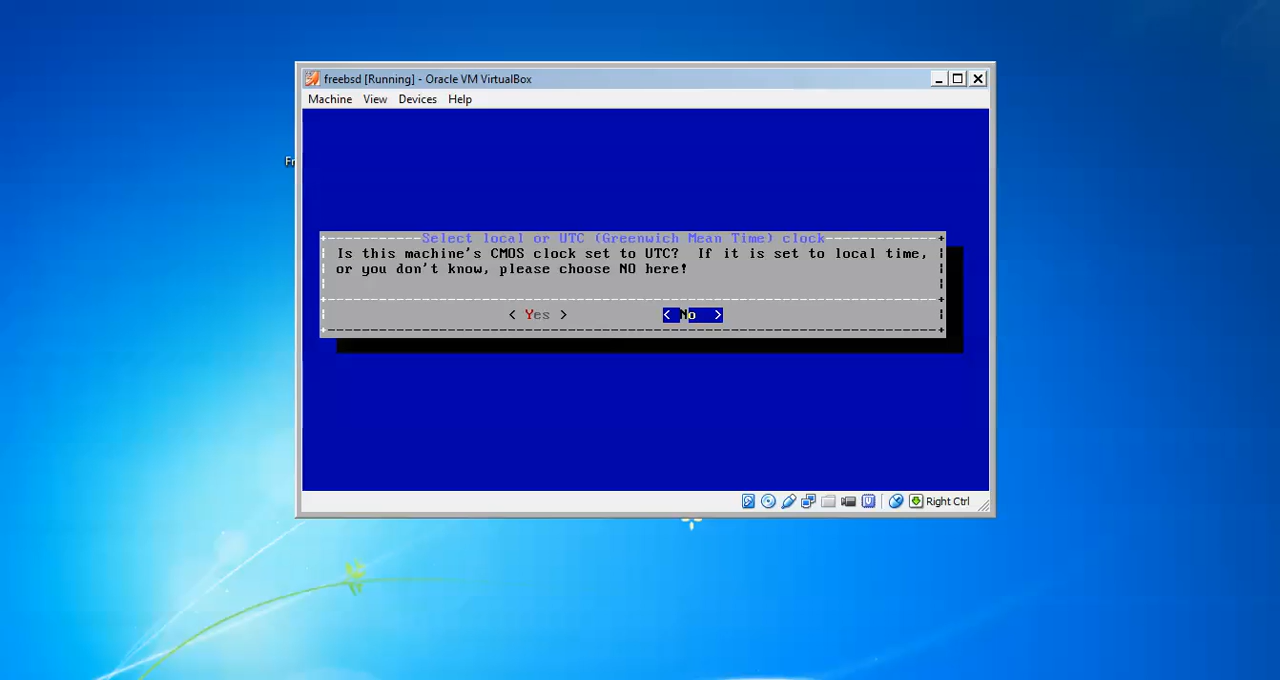 freebsd [Running] - Oracle VM VirtualBox
Machine View Devices Help
Fr
Select local or UTC (Greenwich Mean Time) clock
Is this machine's CMOS clock set to UTC? If it is set to local time,
or you don't know, please choose NO here!
< Yes > < No >
Right Ctrl